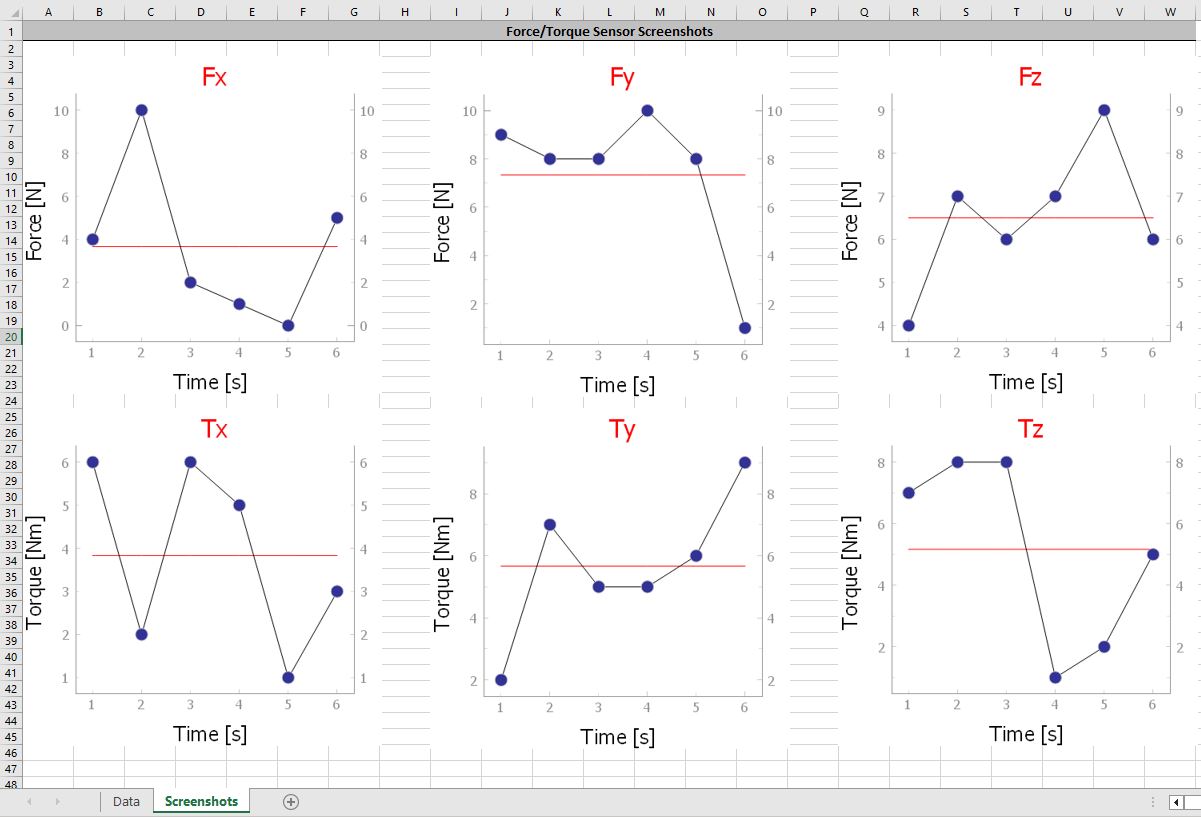 A B C D E F G H I J K L M N O P Q R S T U V W
1 Force/Torque Sensor Screenshots
2
3
4
5
6
7
8
9
10
11
12
13
14
15
16
17
18
19
20
21
22
23
24
25
26
27
28
29
30
31
32
33
34
35
36
37
38
39
40
41
42
43
44
45
46
47
48
Fx
Force [N]
10 10
8 8
6 6
4 4
2 2
0 0
1 2 3 4 5 6
Time [s]
Fy
Force [N]
10 10
8 8
6 6
4 4
2 2
1 2 3 4 5 6
Time [s]
Fz
Force [N]
9 9
8 8
7 7
6 6
5 5
4 4
1 2 3 4 5 6
Time [s]
Tx
Torque [Nm]
6 6
5 5
4 4
3 3
2 2
1 1
1 2 3 4 5 6
Time [s]
Ty
Torque [Nm]
8 8
6 6
4 4
2 2
1 2 3 4 5 6
Time [s]
Tz
Torque [Nm]
8 8
6 6
4 4
2 2
1 2 3 4 5 6
Time [s]
Data Screenshots